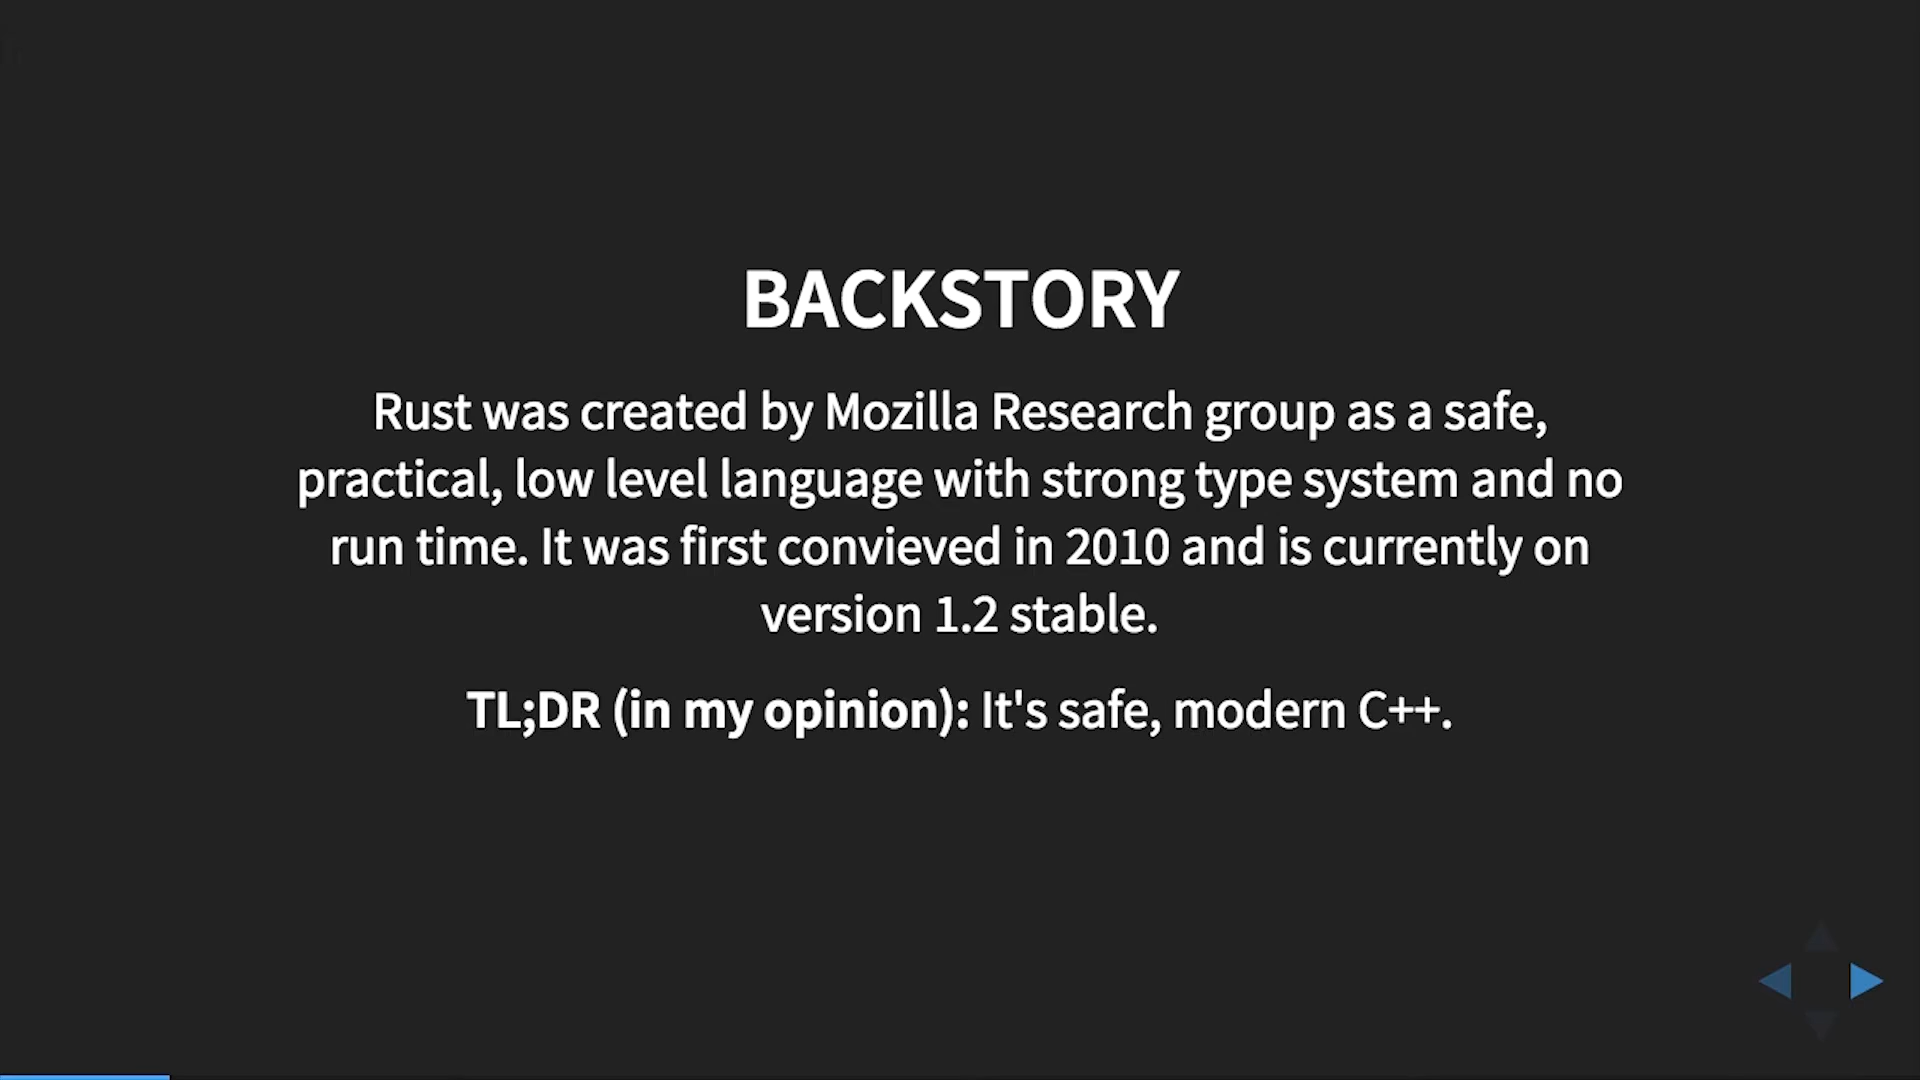 BACKSTORY
Rust was created by Mozilla Research group as a safe,
practical, low level language with strong type system and no
run time. It was first convieved in 2010 and is currently on
version 1.2 stable.
TL;DR (in my opinion): It's safe, modern C++.